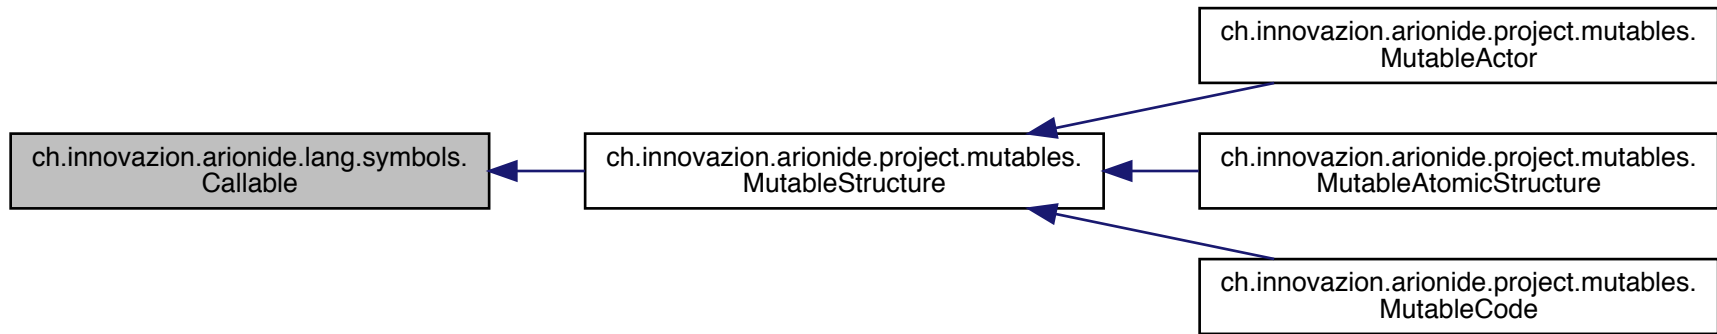 ch.innovazion.arionide.lang.symbols.
Callable
ch.innovazion.arionide.project.mutables.
MutableStructure
ch.innovazion.arionide.project.mutables.
MutableActor
ch.innovazion.arionide.project.mutables.
MutableAtomicStructure
ch.innovazion.arionide.project.mutables.
MutableCode